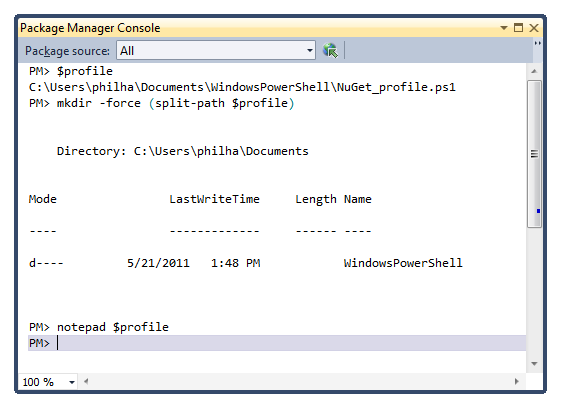 Package Manager Console
Package source: All
PM> $profile
C:\Users\philha\Documents\WindowsPowerShell\NuGet_profile.ps1
PM> mkdir -force (split-path $profile)
Directory: C:\Users\philha\Documents
Mode LastWriteTime Length Name
---- ------------- ------ ----
d---- 5/21/2011 1:48 PM WindowsPowerShell
PM> notepad $profile
PM>
100 %